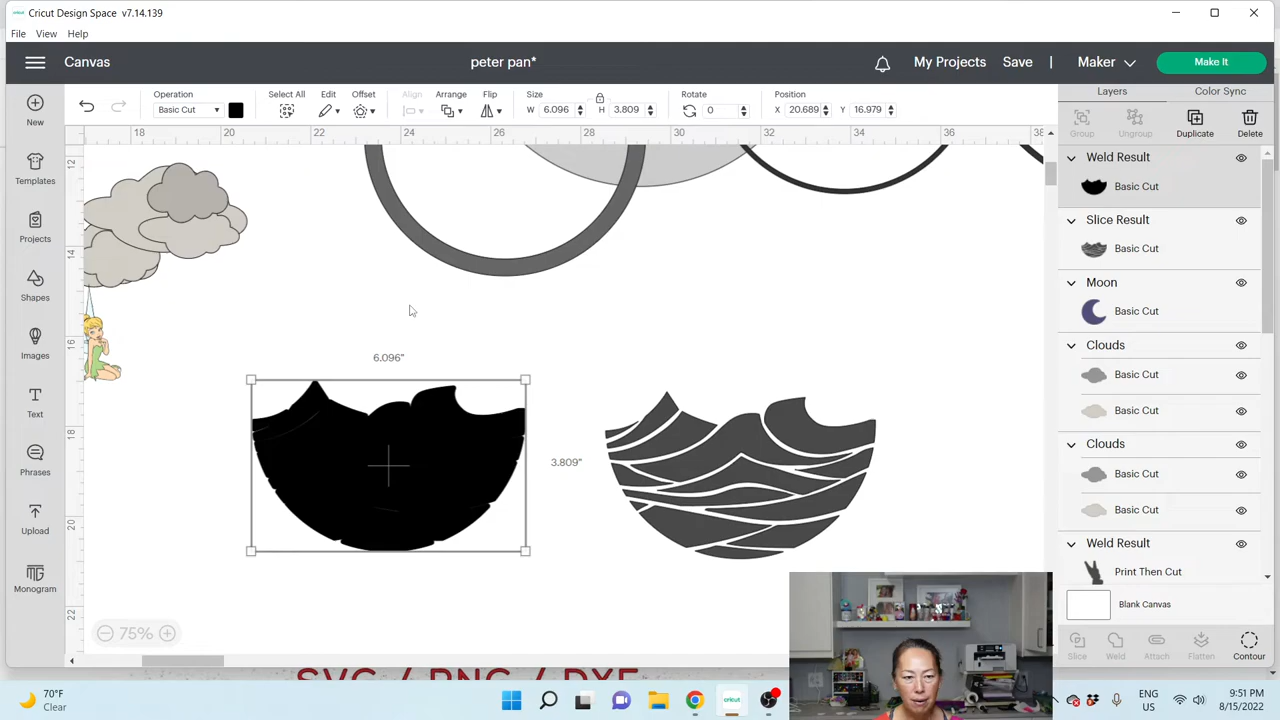 Cricut Design Space v7.14.139
File View Help
Canvas
peter pan*
My Projects Save | Maker Make It
Operation
Basic Cut
Select All
Edit
Offset
Align
Arrange
Flip
Size
W 6.096 H 3.809
Rotate
0
Position
X 20.689 Y 16.979
Layers
Color Sync
New
Templates
Projects
Shapes
Images
Text
Phrases
Upload
Monogram
18 20 22 24 26 28 30 32 34 36 38
12
14
16
18
20
22
6.096"
3.809"
75%
Group Ungroup Duplicate Delete
Weld Result
Basic Cut
Slice Result
Basic Cut
Moon
Basic Cut
Clouds
Basic Cut
Basic Cut
Clouds
Basic Cut
Basic Cut
Weld Result
Print Then Cut
Blank Canvas
Slice Weld Attach Flatten Contour
SVG / PNG / DXF
70°F
Clear
cricut
ENG
US
9:31 PM
8/15/2022